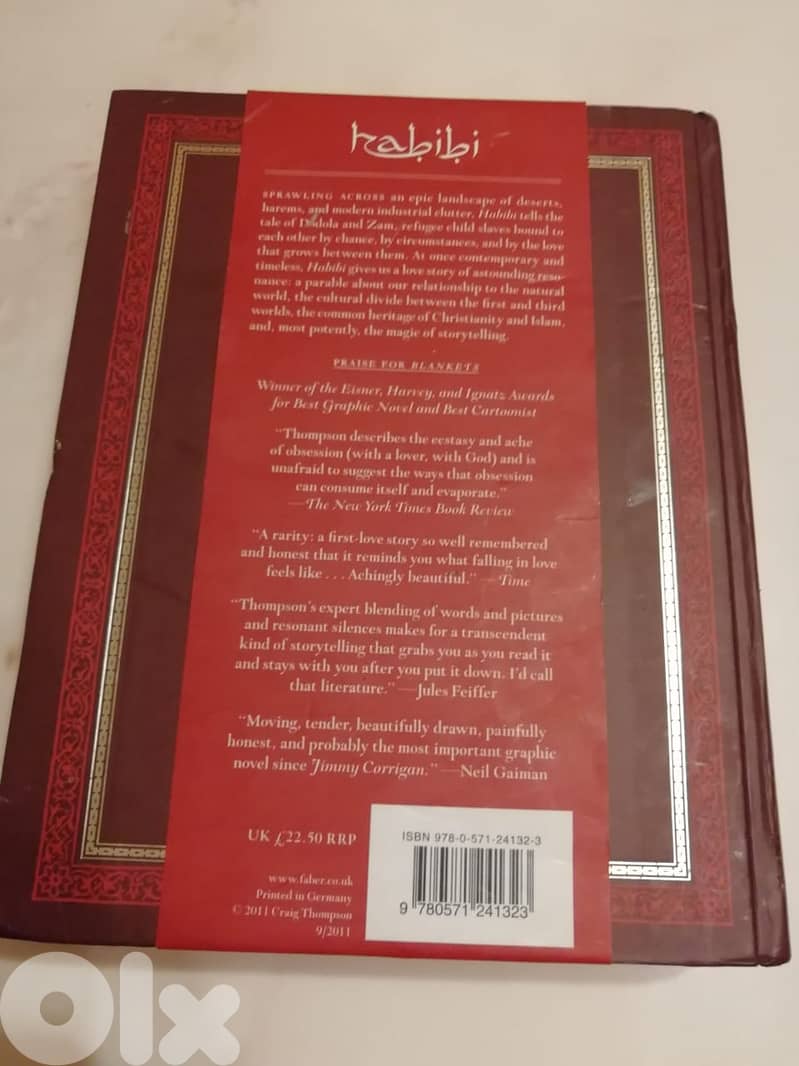 habibi
SPRAWLING ACROSS an epic landscape of deserts,
harems, and modern industrial clutter, Habibi tells the
tale of Dodola and Zam, refugee child slaves bound to
each other by chance, by circumstances, and by the love
that grows between them. At once contemporary and
timeless, Habibi gives us a love story of astounding reso-
nance: a parable about our relationship to the natural
world, the cultural divide between the first and third
worlds, the common heritage of Christianity and Islam,
and, most potently, the magic of storytelling.
PRAISE FOR BLANKETS
Winner of the Eisner, Harvey, and Ignatz Awards
for Best Graphic Novel and Best Cartoonist
“Thompson describes the ecstasy and ache
of obsession (with a lover, with God) and is
unafraid to suggest the ways that obsession
can consume itself and evaporate.”
—The New York Times Book Review
“A rarity: a first-love story so well remembered
and honest that it reminds you what falling in love
feels like . . . Achingly beautiful.” —Time
“Thompson’s expert blending of words and pictures
and resonant silences makes for a transcendent
kind of storytelling that grabs you as you read it
and stays with you after you put it down. I’d call
that literature.” —Jules Feiffer
“Moving, tender, beautifully drawn, painfully
honest, and probably the most important graphic
novel since Jimmy Corrigan.” —Neil Gaiman
UK £22.50 RRP
www.faber.co.uk
Printed in Germany
© 2011 Craig Thompson
9/2011
ISBN 978-0-571-24132-3
9 780571 241323
olx